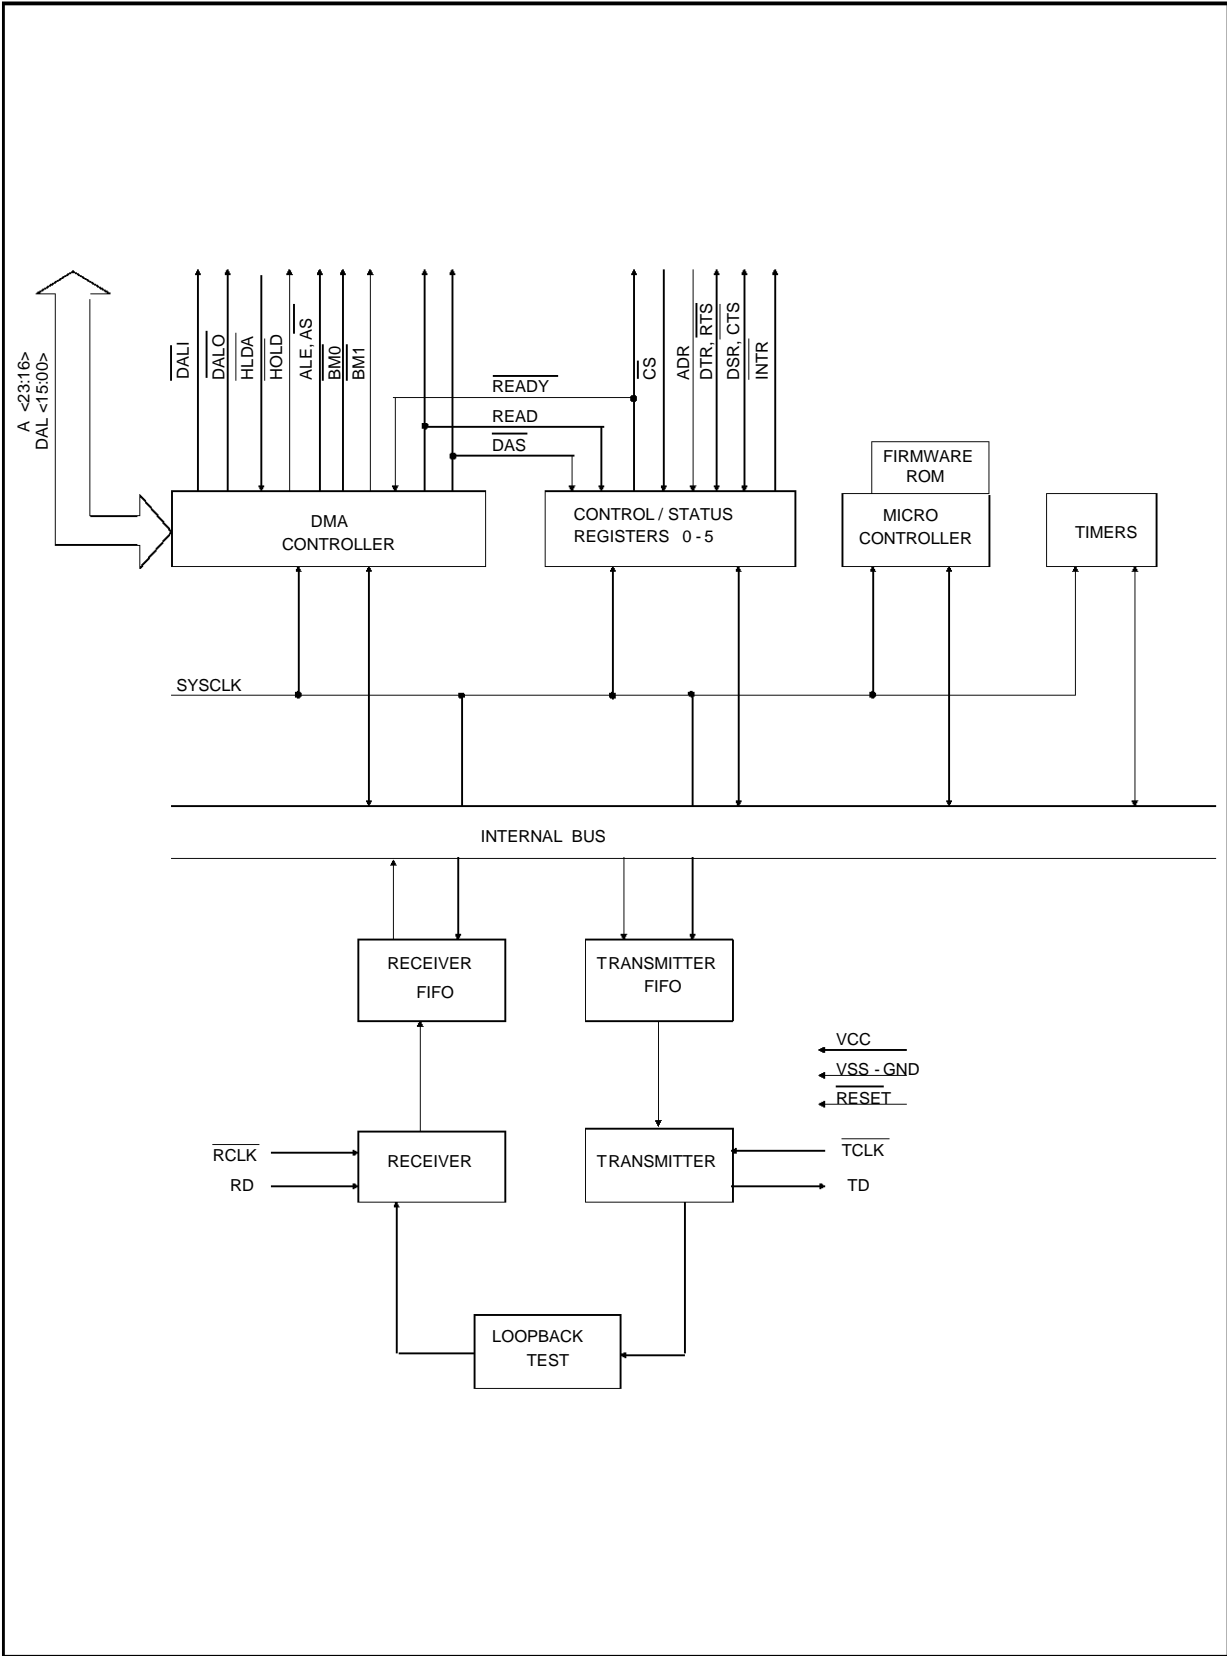 A <23:16>
DAL <15:00>
DALI
DALO
HLDA
HOLD
ALE, AS
BM0
BM1
READY
READ
DAS
CS
ADR
DTR, RTS
DSR, CTS
INTR
DMA
CONTROLLER
CONTROL / STATUS
REGISTERS 0 - 5
FIRMWARE
ROM
MICRO
CONTROLLER
TIMERS
SYSCLK
INTERNAL BUS
RECEIVER
FIFO
TRANSMITTER
FIFO
VCC
VSS - GND
RESET
RCLK
RD
RECEIVER
TRANSMITTER
TCLK
TD
LOOPBACK
TEST